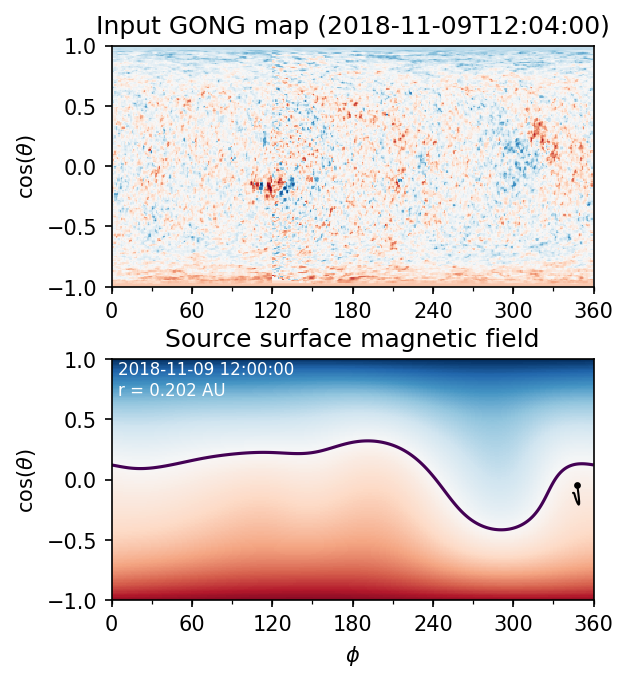 Input GONG map (2018-11-09T12:04:00)
1.0
0.5
0.0
−0.5
−1.0
cos(θ)
0 60 120 180 240 300 360
Source surface magnetic field
2018-11-09 12:00:00
r = 0.202 AU
1.0
0.5
0.0
−0.5
−1.0
cos(θ)
0 60 120 180 240 300 360
ϕ